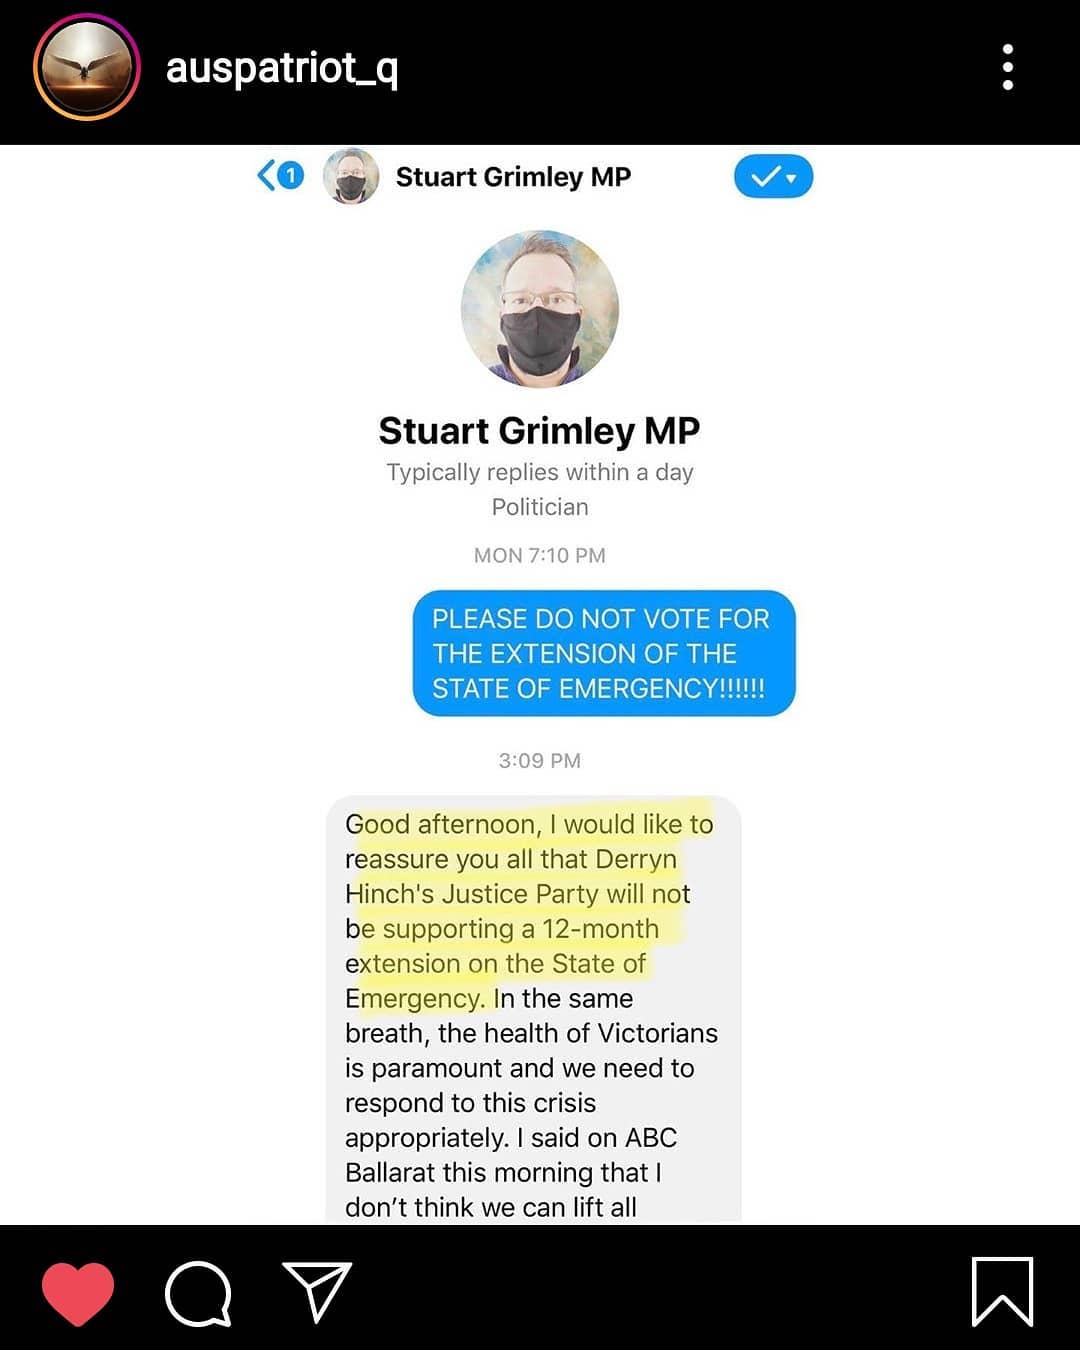 auspatriot_q
1
Stuart Grimley MP
Stuart Grimley MP
Typically replies within a day
Politician
MON 7:10 PM
PLEASE DO NOT VOTE FOR
THE EXTENSION OF THE
STATE OF EMERGENCY!!!!!!
3:09 PM
Good afternoon, I would like to
reassure you all that Derryn
Hinch's Justice Party will not
be supporting a 12-month
extension on the State of
Emergency. In the same
breath, the health of Victorians
is paramount and we need to
respond to this crisis
appropriately. I said on ABC
Ballarat this morning that I
don't think we can lift all